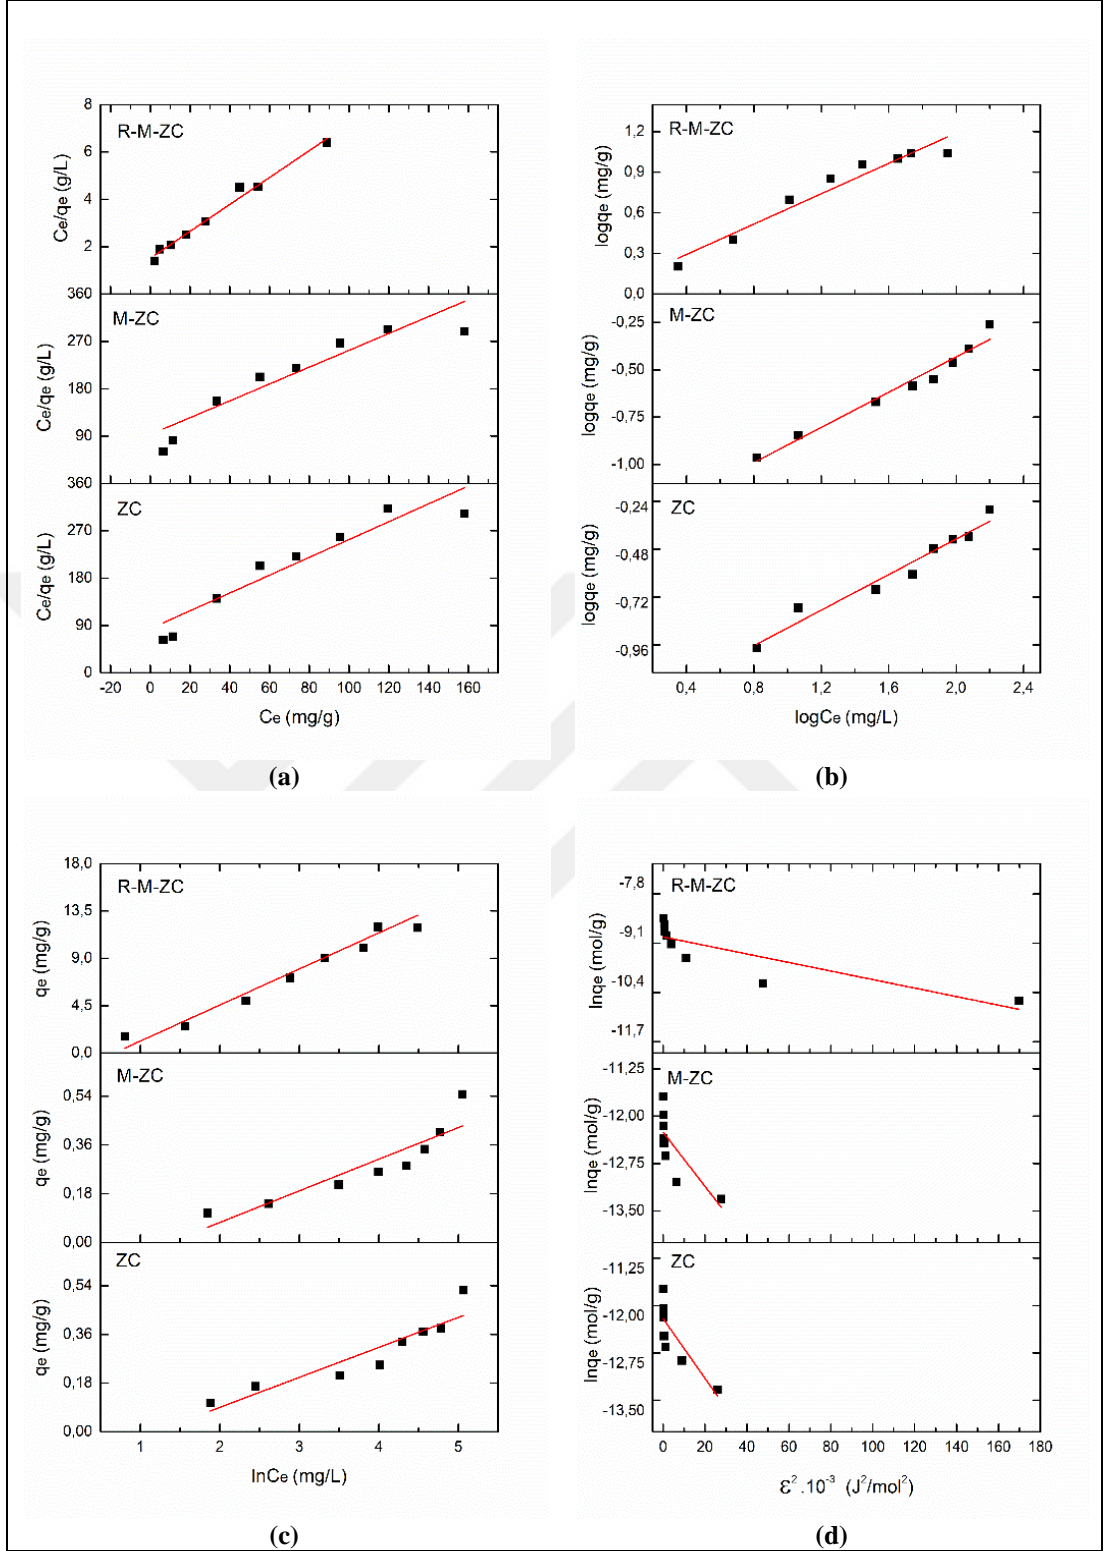 8
R-M-ZC
6
4
2
Ce/qe (g/L)
360
M-ZC
270
180
90
Ce/qe (g/L)
360
ZC
270
180
90
0
Ce/qe (g/L)
-20 0 20 40 60 80 100 120 140 160
Ce (mg/g)
(a)
R-M-ZC
1,2
0,9
0,6
0,3
0,0
logqe (mg/g)
M-ZC
-0,25
-0,50
-0,75
-1,00
logqe (mg/g)
ZC
-0,24
-0,48
-0,72
-0,96
logqe (mg/g)
0,4 0,8 1,2 1,6 2,0 2,4
logCe (mg/L)
(b)
18,0
R-M-ZC
13,5
9,0
4,5
0,0
qe (mg/g)
M-ZC
0,54
0,36
0,18
0,00
qe (mg/g)
ZC
0,54
0,36
0,18
0,00
qe (mg/g)
1 2 3 4 5
lnCe (mg/L)
(c)
-7,8
R-M-ZC
-9,1
-10,4
-11,7
lnqe (mol/g)
-11,25
M-ZC
-12,00
-12,75
-13,50
lnqe (mol/g)
ZC
-11,25
-12,00
-12,75
-13,50
lnqe (mol/g)
0 20 40 60 80 100 120 140 160 180
Ɛ².10⁻³ (J²/mol²)
(d)